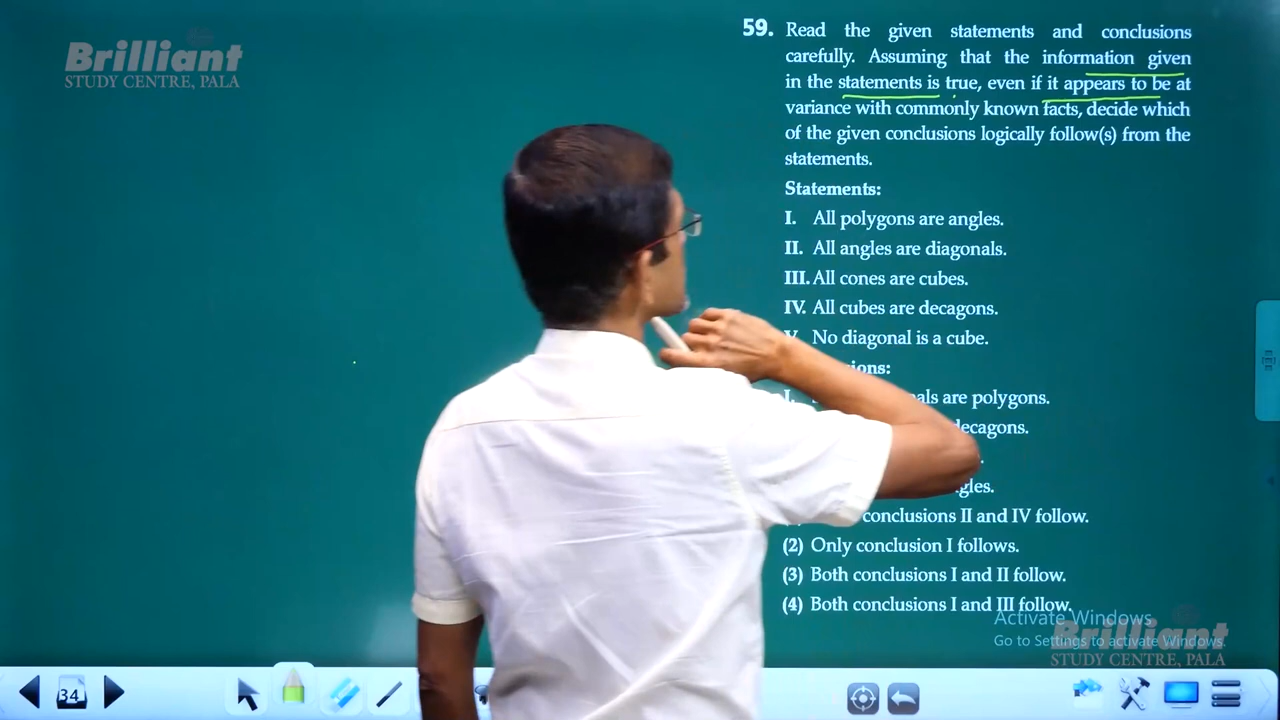 Brilliant
STUDY CENTRE, PALA
59. Read the given statements and conclusions
carefully. Assuming that the information given
in the statements is true, even if it appears to be at
variance with commonly known facts, decide which
of the given conclusions logically follow(s) from the
statements.
Statements:
I. All polygons are angles.
II. All angles are diagonals.
III. All cones are cubes.
IV. All cubes are decagons.
No diagonal is a cube.
I. are polygons.
decagons.
conclusions II and IV follow.
(2) Only conclusion I follows.
(3) Both conclusions I and II follow.
(4) Both conclusions I and III follow.
Activate Windows
Go to Settings to activate Windows.
Brilliant
STUDY CENTRE, PALA
34